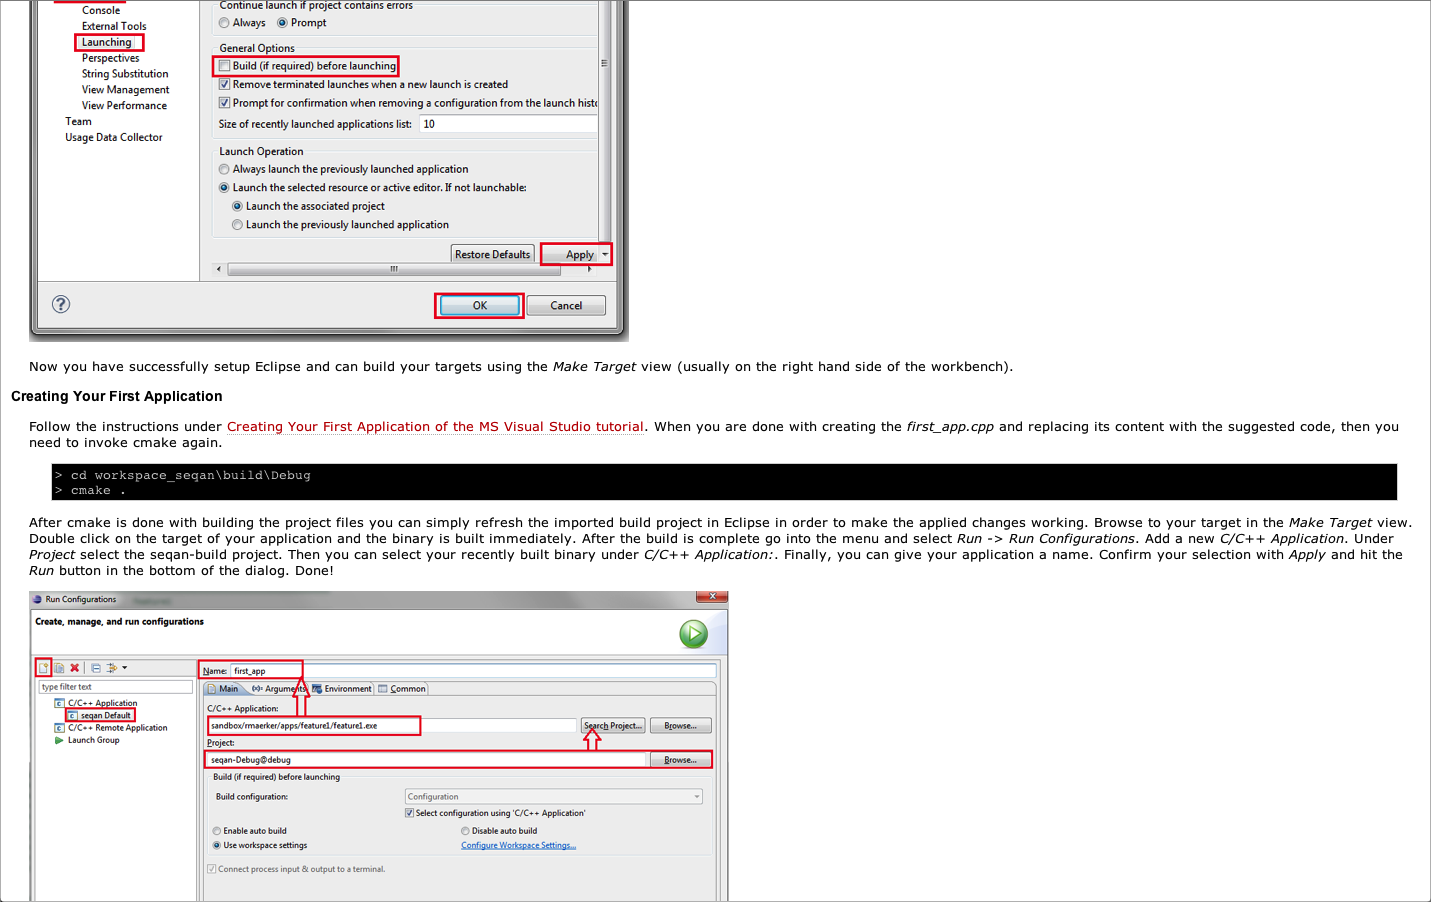 Console
External Tools
Launching
Perspectives
String Substitution
View Management
View Performance
Team
Usage Data Collector
Continue launch if project contains errors
Always Prompt
General Options
Build (if required) before launching
Remove terminated launches when a new launch is created
Prompt for confirmation when removing a configuration from the launch histo
Size of recently launched applications list: 10
Launch Operation
Always launch the previously launched application
Launch the selected resource or active editor. If not launchable:
Launch the associated project
Launch the previously launched application
Restore Defaults Apply
OK Cancel
Now you have successfully setup Eclipse and can build your targets using the Make Target view (usually on the right hand side of the workbench).
Creating Your First Application
Follow the instructions under Creating Your First Application of the MS Visual Studio tutorial. When you are done with creating the first_app.cpp and replacing its content with the suggested code, then you
need to invoke cmake again.
> cd workspace_seqan\build\Debug
> cmake .
After cmake is done with building the project files you can simply refresh the imported build project in Eclipse in order to make the applied changes working. Browse to your target in the Make Target view.
Double click on the target of your application and the binary is built immediately. After the build is complete go into the menu and select Run -> Run Configurations. Add a new C/C++ Application. Under
Project select the seqan-build project. Then you can select your recently built binary under C/C++ Application:. Finally, you can give your application a name. Confirm your selection with Apply and hit the
Run button in the bottom of the dialog. Done!
Run Configurations
Create, manage, and run configurations
type filter text
C/C++ Application
seqan Default
C/C++ Remote Application
Launch Group
Name: first_app
Main Arguments Environment Common
C/C++ Application:
sandbox/rmaerker/apps/feature1/feature1.exe Search Project... Browse...
Project:
seqan-Debug@debug Browse...
Build (if required) before launching
Build configuration: Configuration
Select configuration using 'C/C++ Application'
Enable auto build Disable auto build
Use workspace settings Configure Workspace Settings...
Connect process input & output to a terminal.